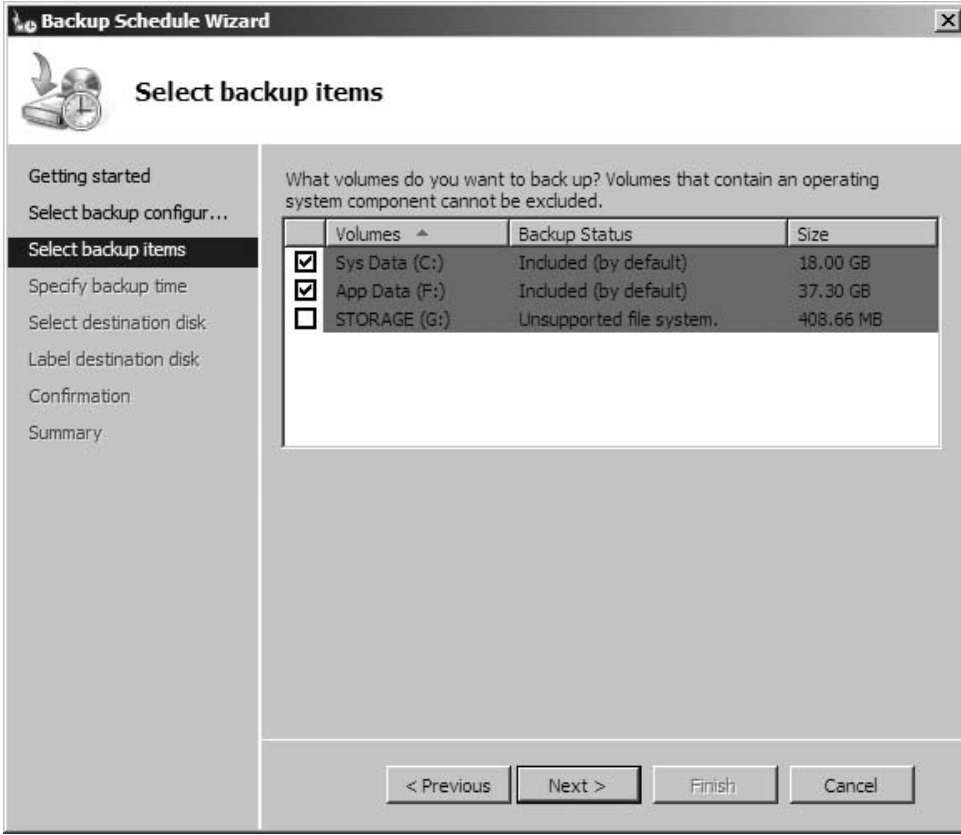 Backup Schedule Wizard
Select backup items
Getting started
Select backup configur...
Select backup items
Specify backup time
Select destination disk
Label destination disk
Confirmation
Summary
What volumes do you want to back up? Volumes that contain an operating
system component cannot be excluded.
Volumes Backup Status Size
Sys Data (C:) Included (by default) 18.00 GB
App Data (F:) Included (by default) 37.30 GB
STORAGE (G:) Unsupported file system. 408.66 MB
< Previous Next > Finish Cancel